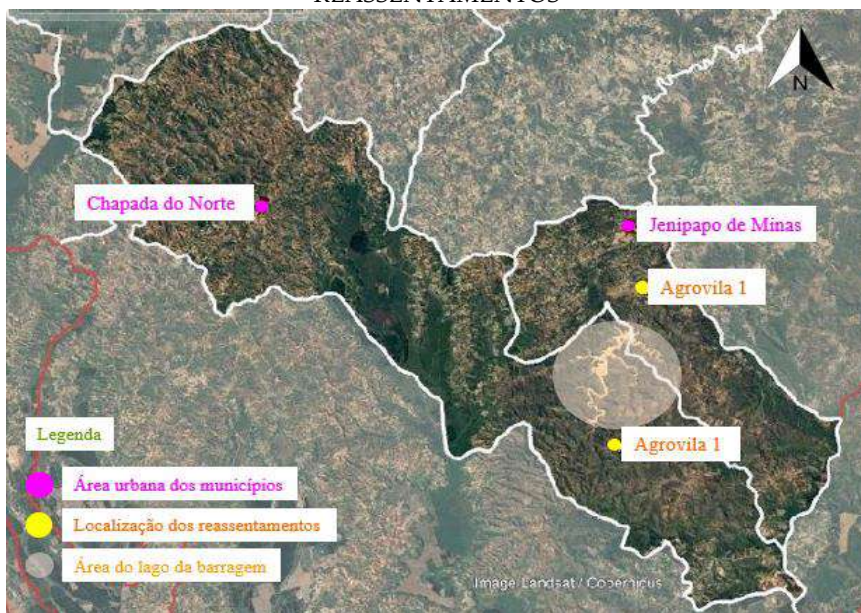 REASSENTAMENTOS
N
Chapada do Norte
Jenipapo de Minas
Agrovila 1
Agrovila 1
Legenda
Área urbana dos municípios
Localização dos reassentamentos
Área do lago da barragem
Image Landsat / Copernicus